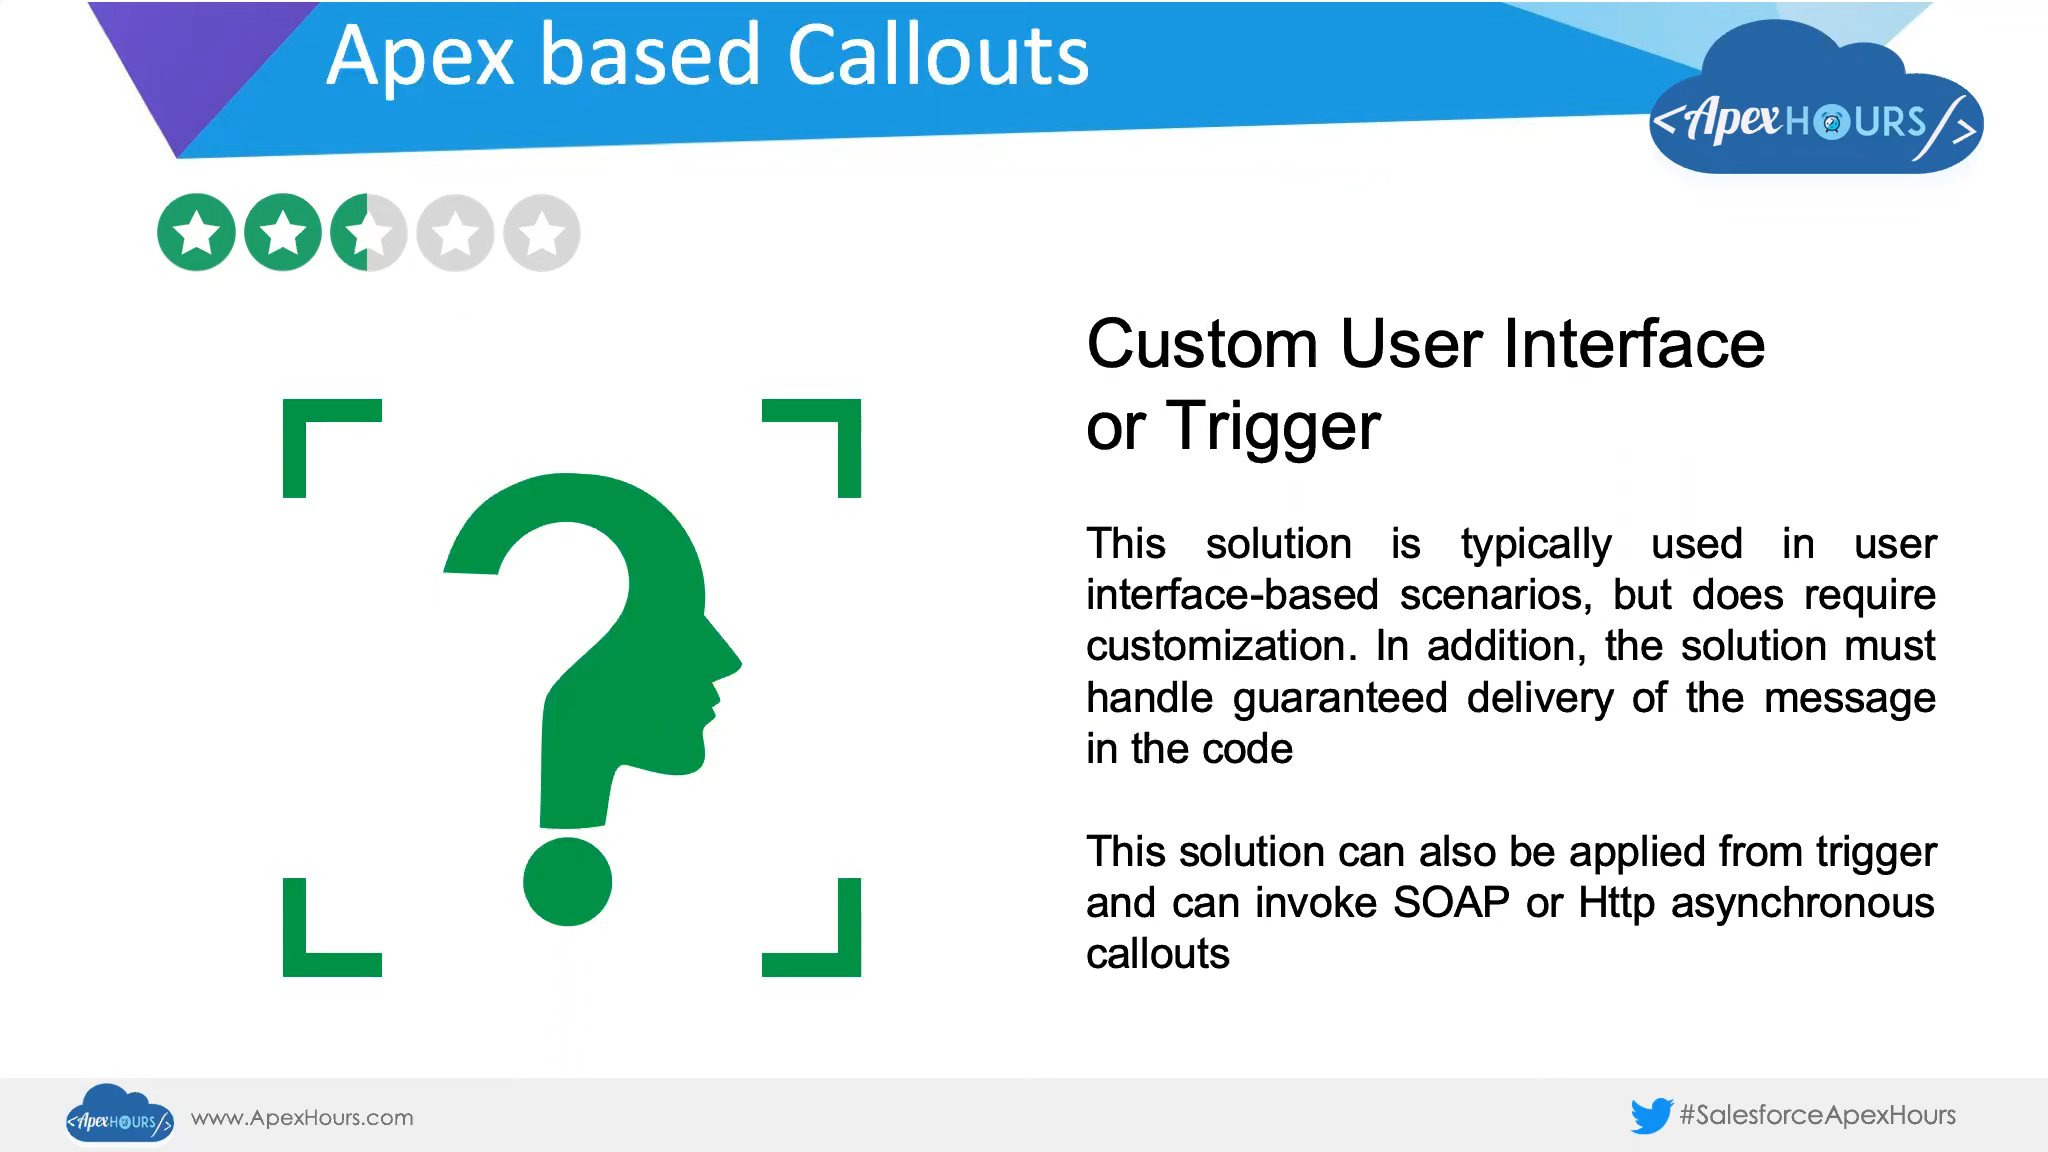 Apex based Callouts
<ApexHOURS/>
Custom User Interface
or Trigger
This solution is typically used in user
interface-based scenarios, but does require
customization. In addition, the solution must
handle guaranteed delivery of the message
in the code
This solution can also be applied from trigger
and can invoke SOAP or Http asynchronous
callouts
<ApexHOURS/>
www.ApexHours.com
#SalesforceApexHours